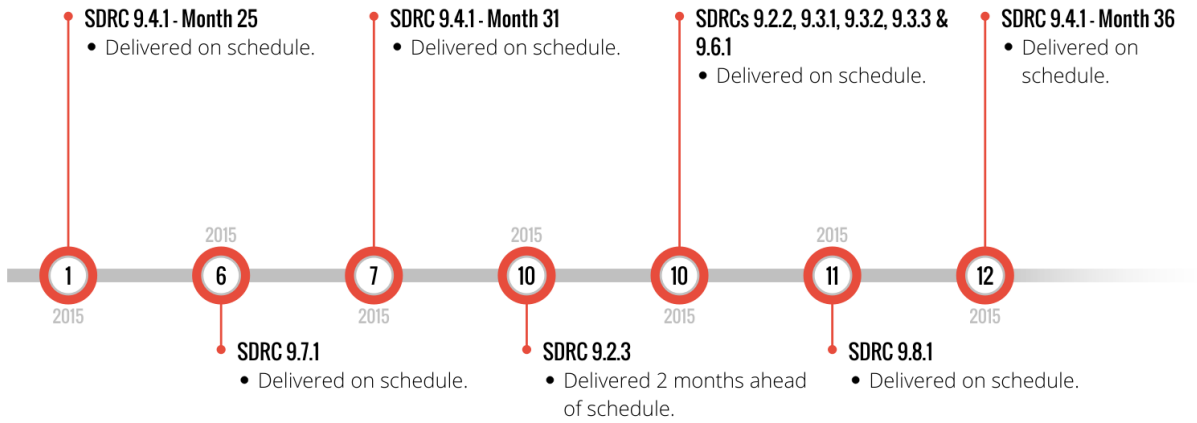 SDRC 9.4.1 - Month 25
• Delivered on schedule.
SDRC 9.4.1 - Month 31
• Delivered on schedule.
SDRCs 9.2.2, 9.3.1, 9.3.2, 9.3.3 &
9.6.1
• Delivered on schedule.
SDRC 9.4.1 - Month 36
• Delivered on
schedule.
1
2015
2015
6
7
2015
2015
10
10
2015
2015
11
12
2015
SDRC 9.7.1
• Delivered on schedule.
SDRC 9.2.3
• Delivered 2 months ahead
of schedule.
SDRC 9.8.1
• Delivered on schedule.